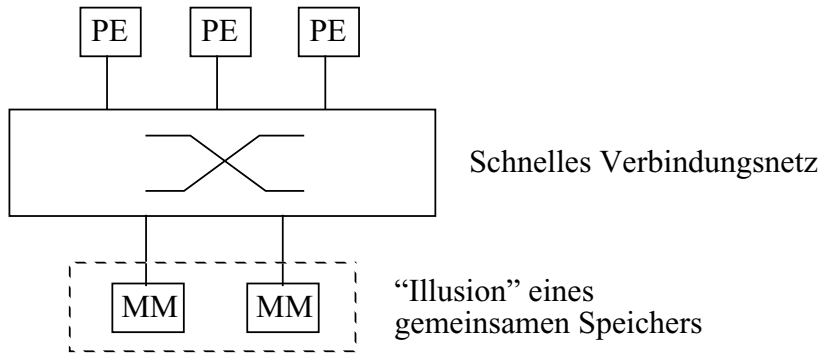 PE PE PE
Schnelles Verbindungsnetz
MM MM
“Illusion” eines
gemeinsamen Speichers